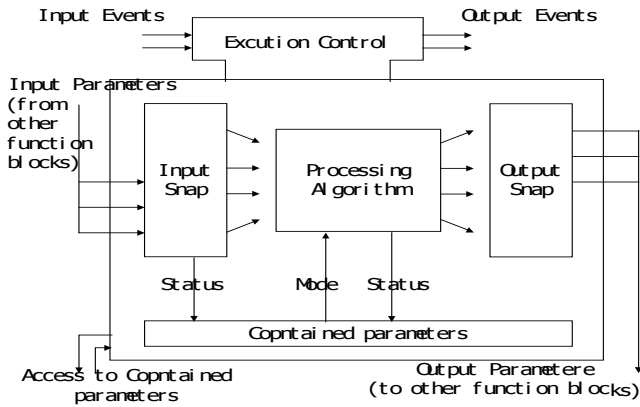 Input Events
Output Events
Excution Control
Input Parameters
(from
other
function
blocks)
Input
Snap
Processing
Algorithm
Output
Snap
Status
Mode
Status
Copntained parameters
Access to Copntained
parameters
Output Parametere
(to other function blocks)